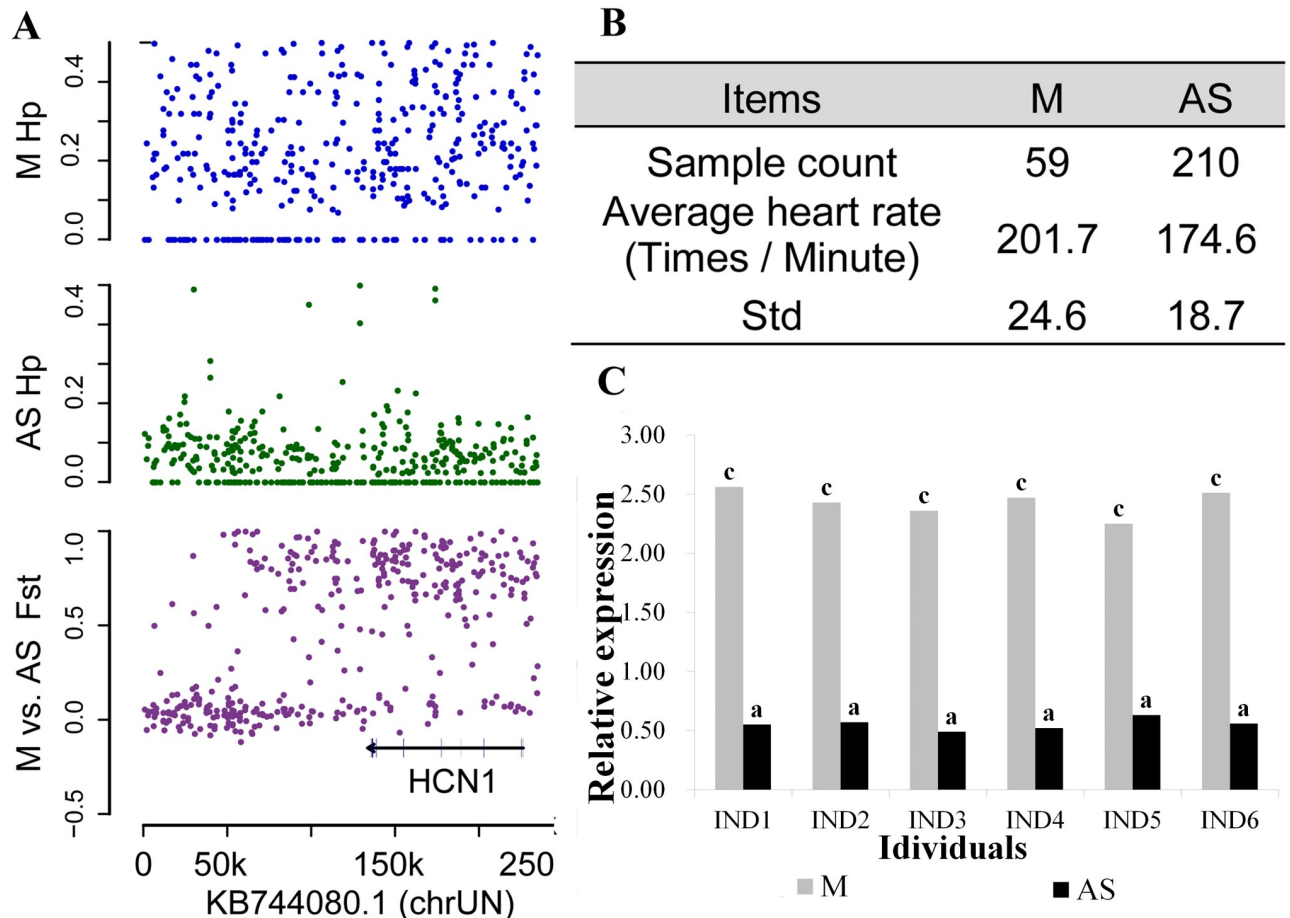 A
M Hp
0.0
0.2
0.4
AS Hp
0.0
0.2
0.4
M vs. AS Fst
−0.5
0.0
0.5
1.0
HCN1
0
50k
150k
250
KB744080.1 (chrUN)
B
Items M AS
Sample count 59 210
Average heart rate
(Times / Minute) 201.7 174.6
Std 24.6 18.7
C
Relative expression
3.00
2.50
2.00
1.50
1.00
0.50
0.00
c c c c c c
a a a a a a
IND1 IND2 IND3 IND4 IND5 IND6
Idividuals
M AS